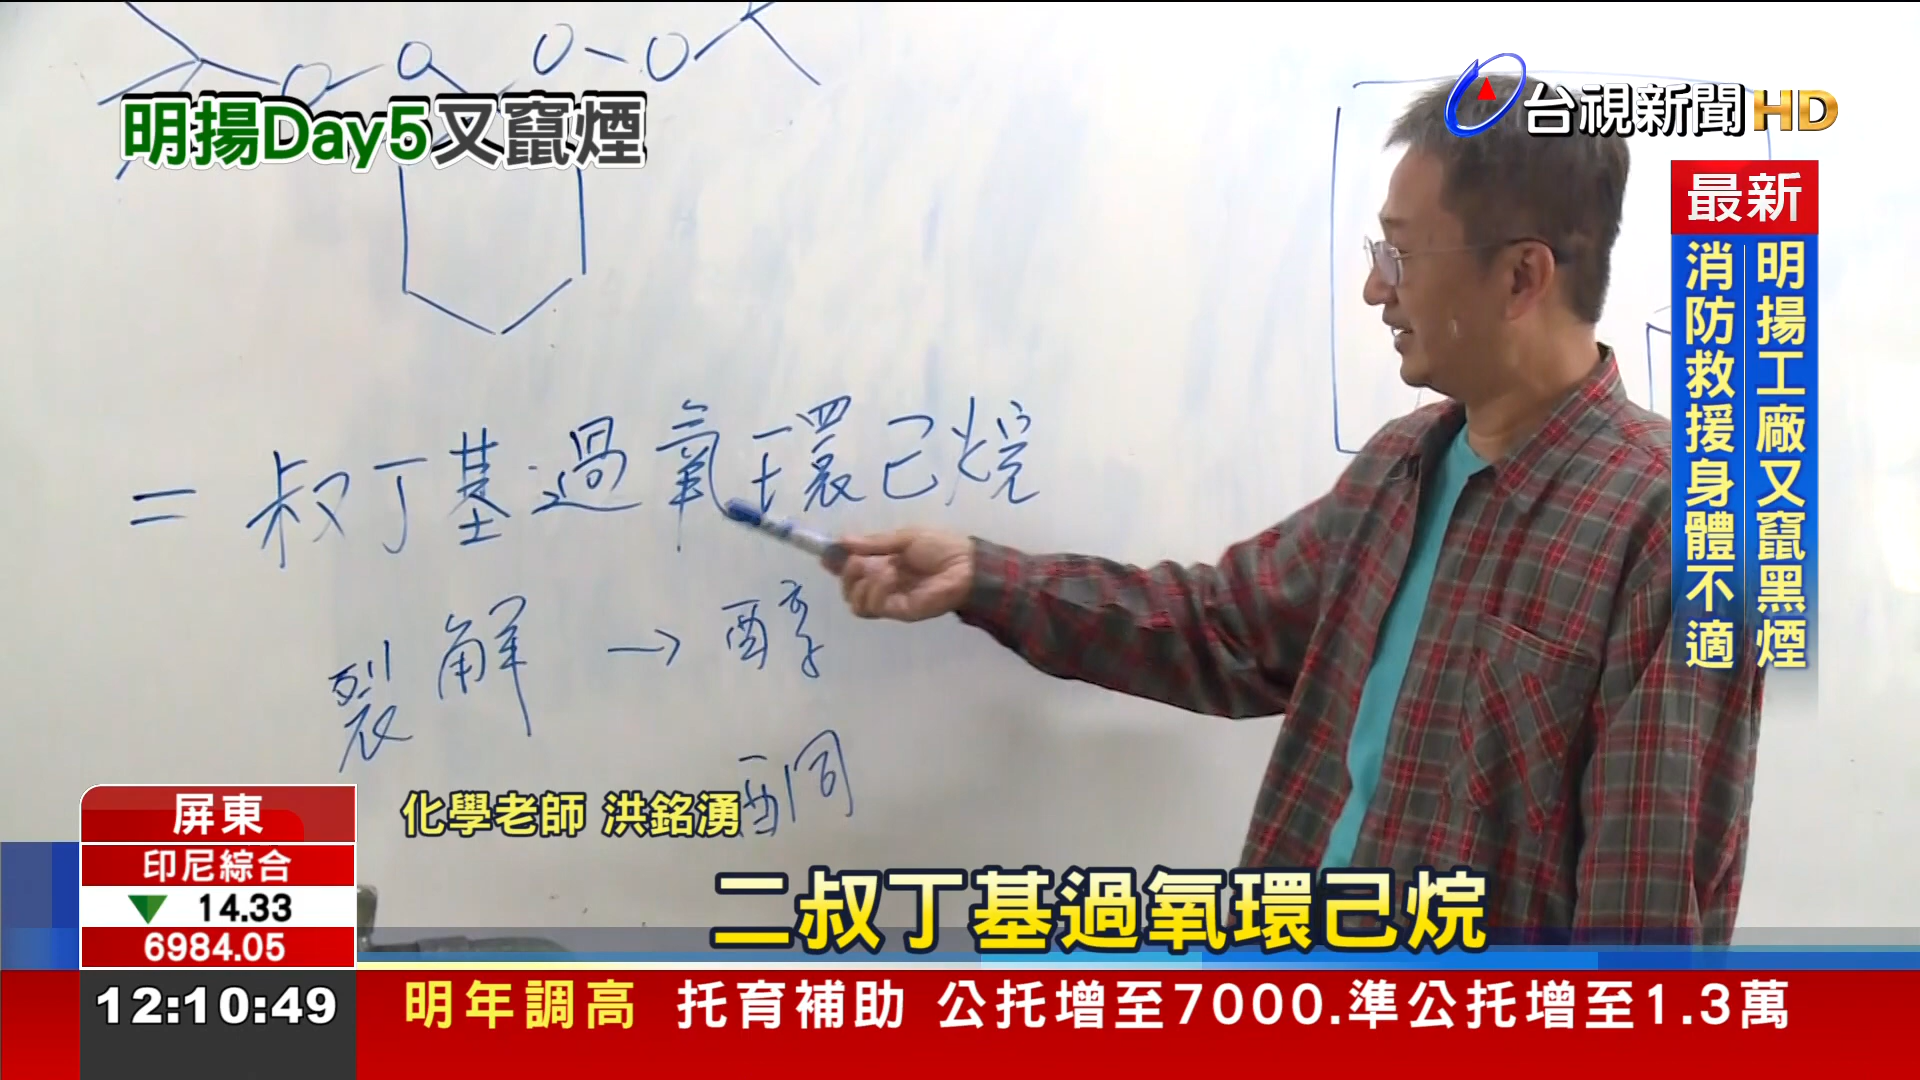 O O O O
明揚Day5又竄煙
台視新聞HD
最新
明揚工廠又竄黑煙
消防救援身體不適
二叔丁基過氧環己烷
裂解→醇
酮
化學老師 洪銘湧
二叔丁基過氧環己烷
屏東
印尼綜合
▼ 14.33
6984.05
12:10:49
明年調高 托育補助 公托增至7000.準公托增至1.3萬